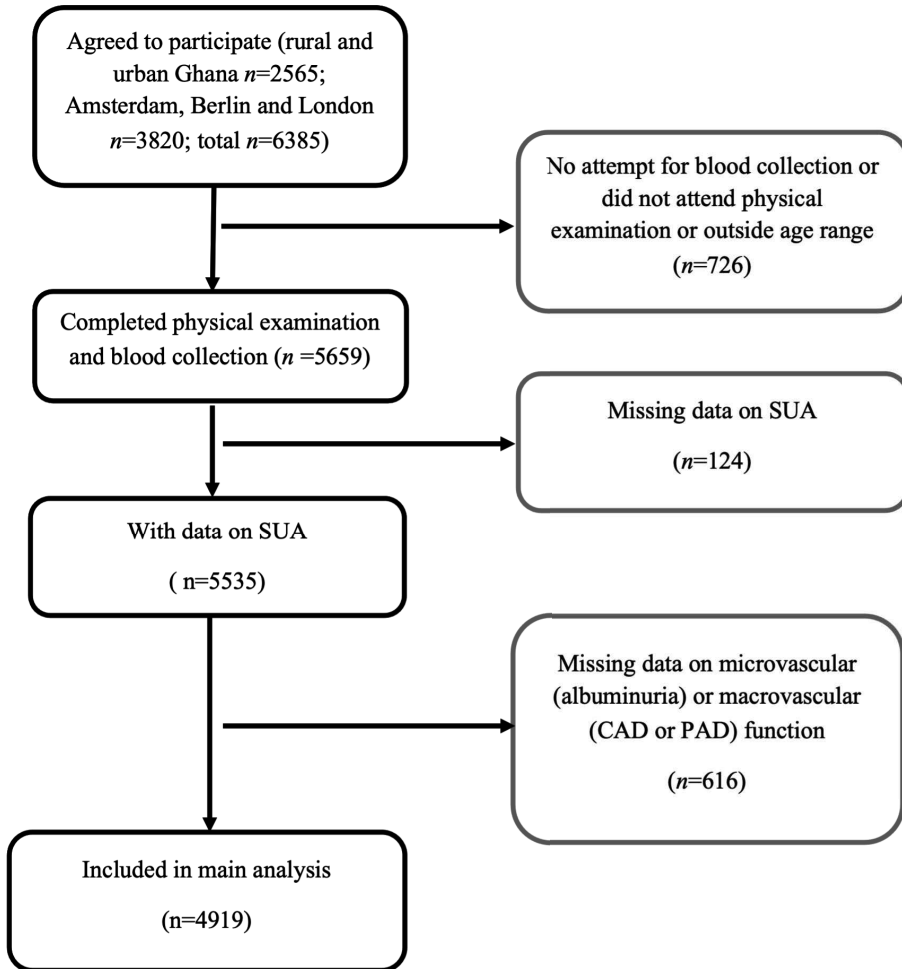 Agreed to participate (rural and
urban Ghana n=2565;
Amsterdam, Berlin and London
n=3820; total n=6385)
No attempt for blood collection or
did not attend physical
examination or outside age range
(n=726)
Completed physical examination
and blood collection (n =5659)
Missing data on SUA
(n=124)
With data on SUA
( n=5535)
Missing data on microvascular
(albuminuria) or macrovascular
(CAD or PAD) function
(n=616)
Included in main analysis
(n=4919)